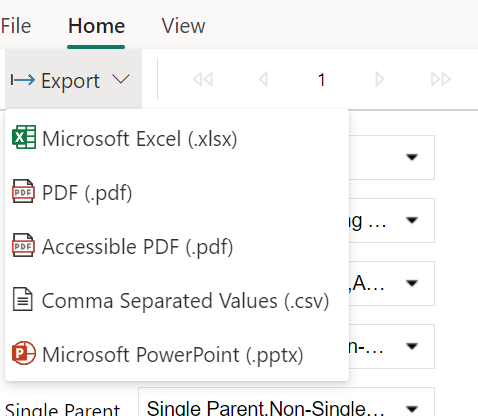 File Home View
Export 1
Microsoft Excel (.xlsx)
PDF (.pdf)
ng ...
Accessible PDF (.pdf)
,A...
Comma Separated Values (.csv)
n-...
Microsoft PowerPoint (.pptx)
Single Parent Single Parent,Non-Single...